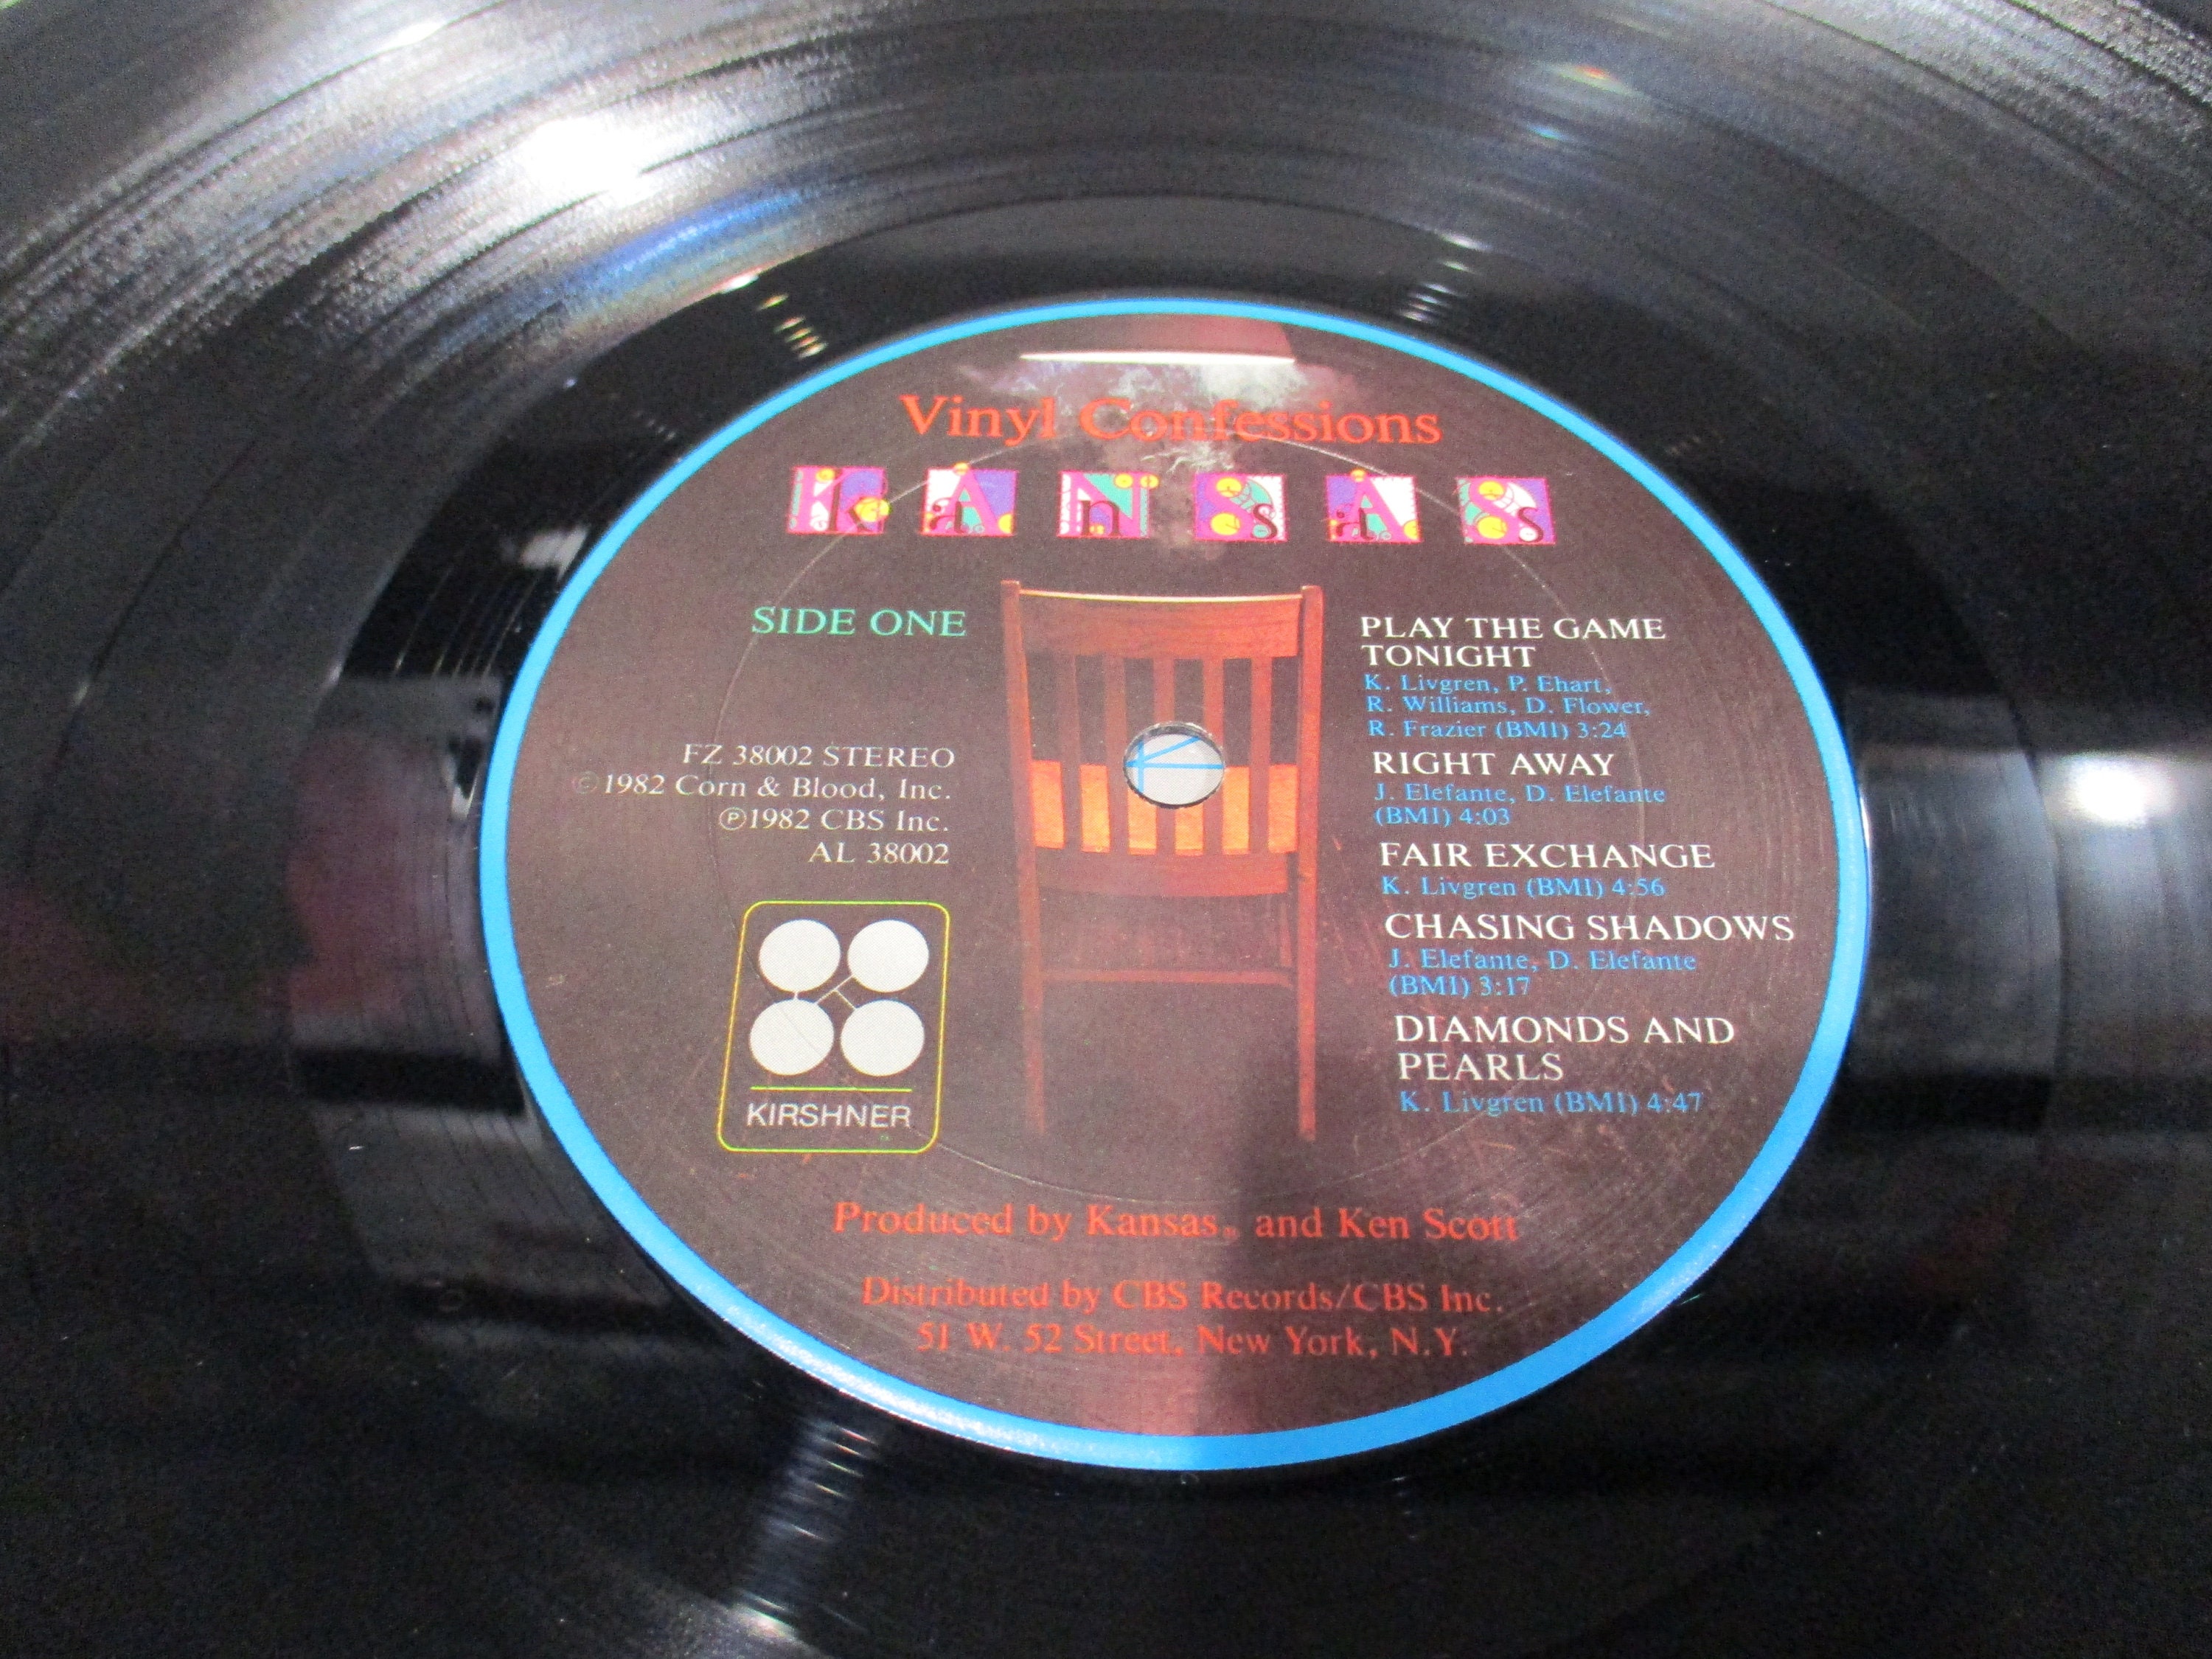 Vinyl Confessions
KANSAS
SIDE ONE
FZ 38002 STEREO
©1982 Corn & Blood, Inc.
℗1982 CBS Inc.
AL 38002
KIRSHNER
PLAY THE GAME
TONIGHT
K. Livgren, P. Ehart,
R. Williams, D. Flower,
R. Frazier (BMI) 3:24
RIGHT AWAY
J. Elefante, D. Elefante
(BMI) 4:03
FAIR EXCHANGE
K. Livgren (BMI) 4:56
CHASING SHADOWS
J. Elefante, D. Elefante
(BMI) 3:17
DIAMONDS AND
PEARLS
K. Livgren (BMI) 4:47
Produced by Kansas® and Ken Scott
Distributed by CBS Records/CBS Inc.
51 W. 52 Street, New York, N.Y.